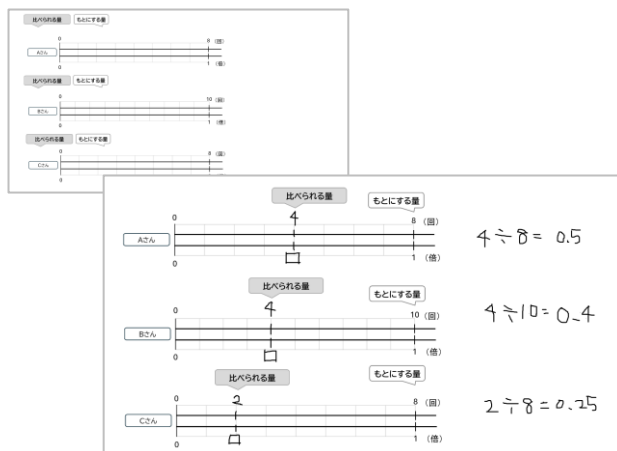 比べられる量 もとにする量
0 8 (回)
Aさん
0 1 (倍)
比べられる量 もとにする量
0 10 (回)
Bさん
0 1 (倍)
比べられる量 もとにする量
0 8 (回)
Cさん
0
比べられる量 もとにする量
0 4 8 (回)
Aさん
0 □ 1 (倍)
4÷8= 0.5
比べられる量 もとにする量
0 4 10 (回)
Bさん
0 □ 1 (倍)
4÷10=0.4
比べられる量 もとにする量
0 2 8 (回)
Cさん
0 □ 1 (倍)
2÷8=0.25